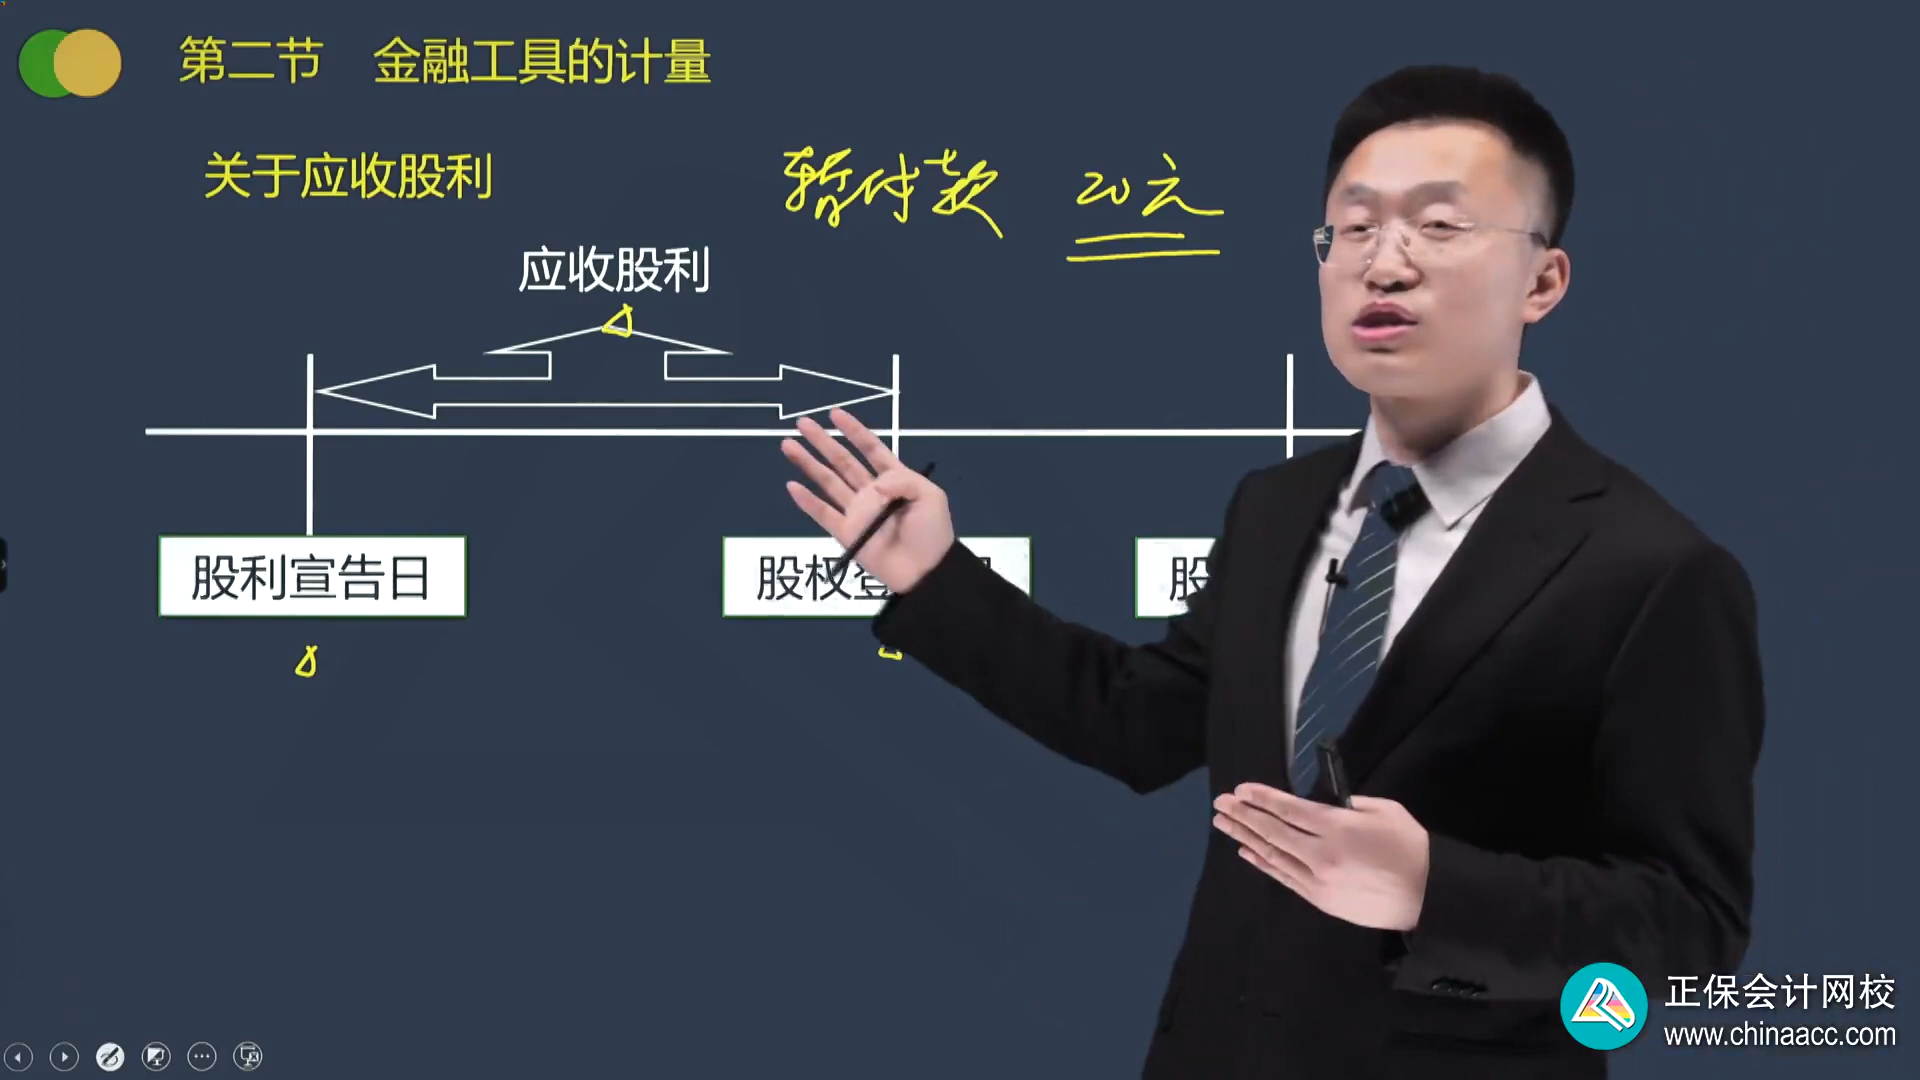 第二节 金融工具的计量
关于应收股利
暂付款 20元
应收股利
股利宣告日
股权登
股
正保会计网校
www.chinaacc.com